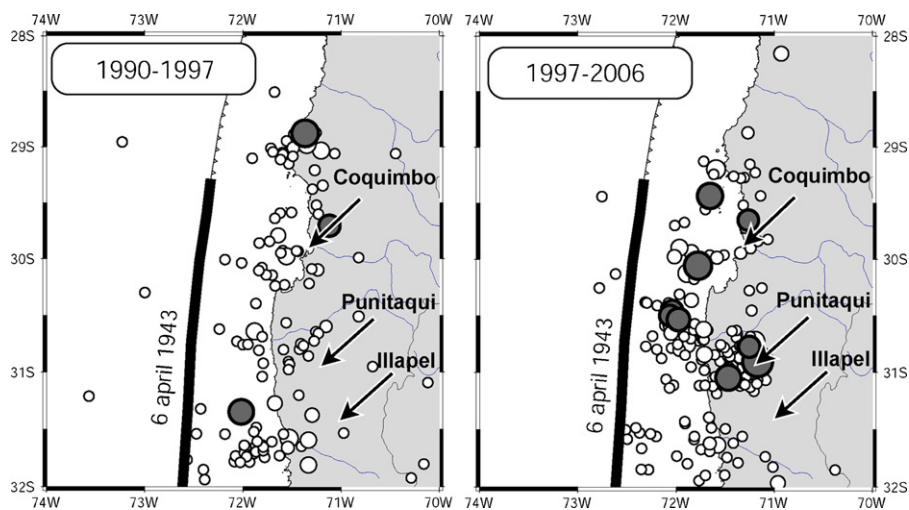 74W 73W 72W 71W 70W
28S
1990-1997
29S
Coquimbo
30S
Punitaqui
Illapel
31S
6 april 1943
32S
74W 73W 72W 71W 70W
74W 73W 72W 71W 70W
28S
1997-2006
29S
Coquimbo
30S
Punitaqui
Illapel
31S
6 april 1943
32S
74W 73W 72W 71W 70W